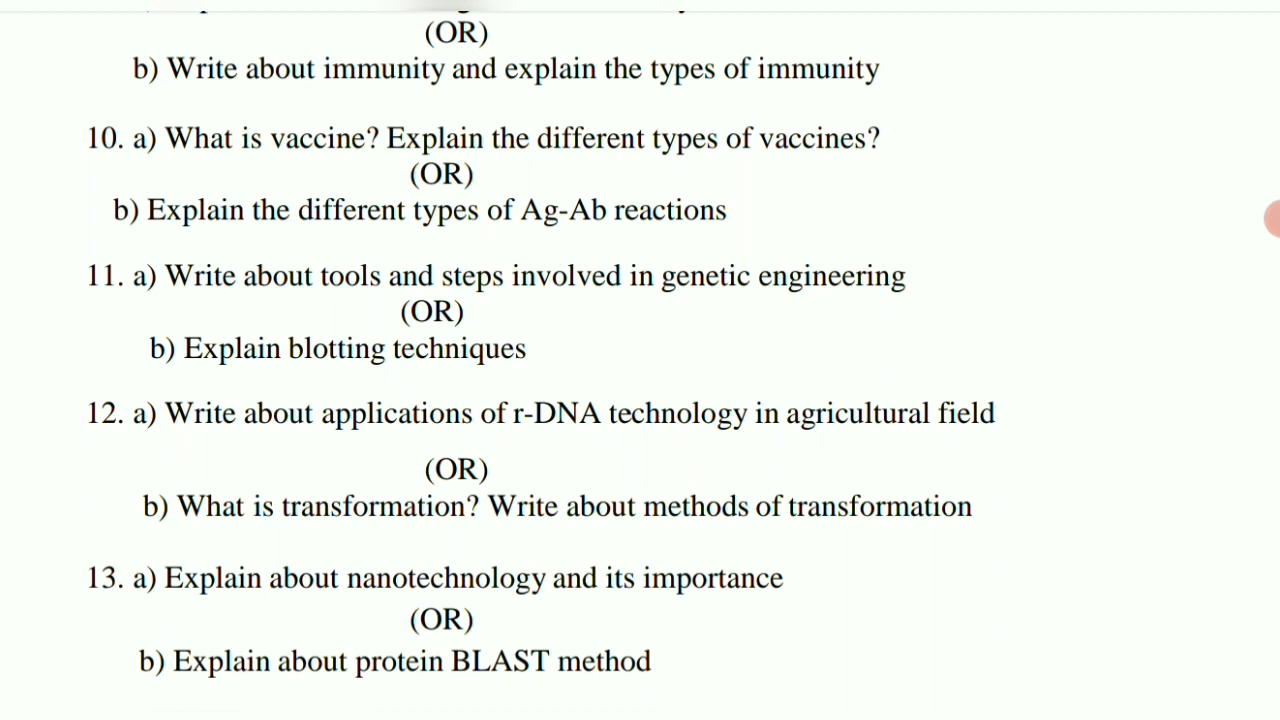 (OR)
b) Write about immunity and explain the types of immunity
10. a) What is vaccine? Explain the different types of vaccines?
(OR)
b) Explain the different types of Ag-Ab reactions
11. a) Write about tools and steps involved in genetic engineering
(OR)
b) Explain blotting techniques
12. a) Write about applications of r-DNA technology in agricultural field
(OR)
b) What is transformation? Write about methods of transformation
13. a) Explain about nanotechnology and its importance
(OR)
b) Explain about protein BLAST method